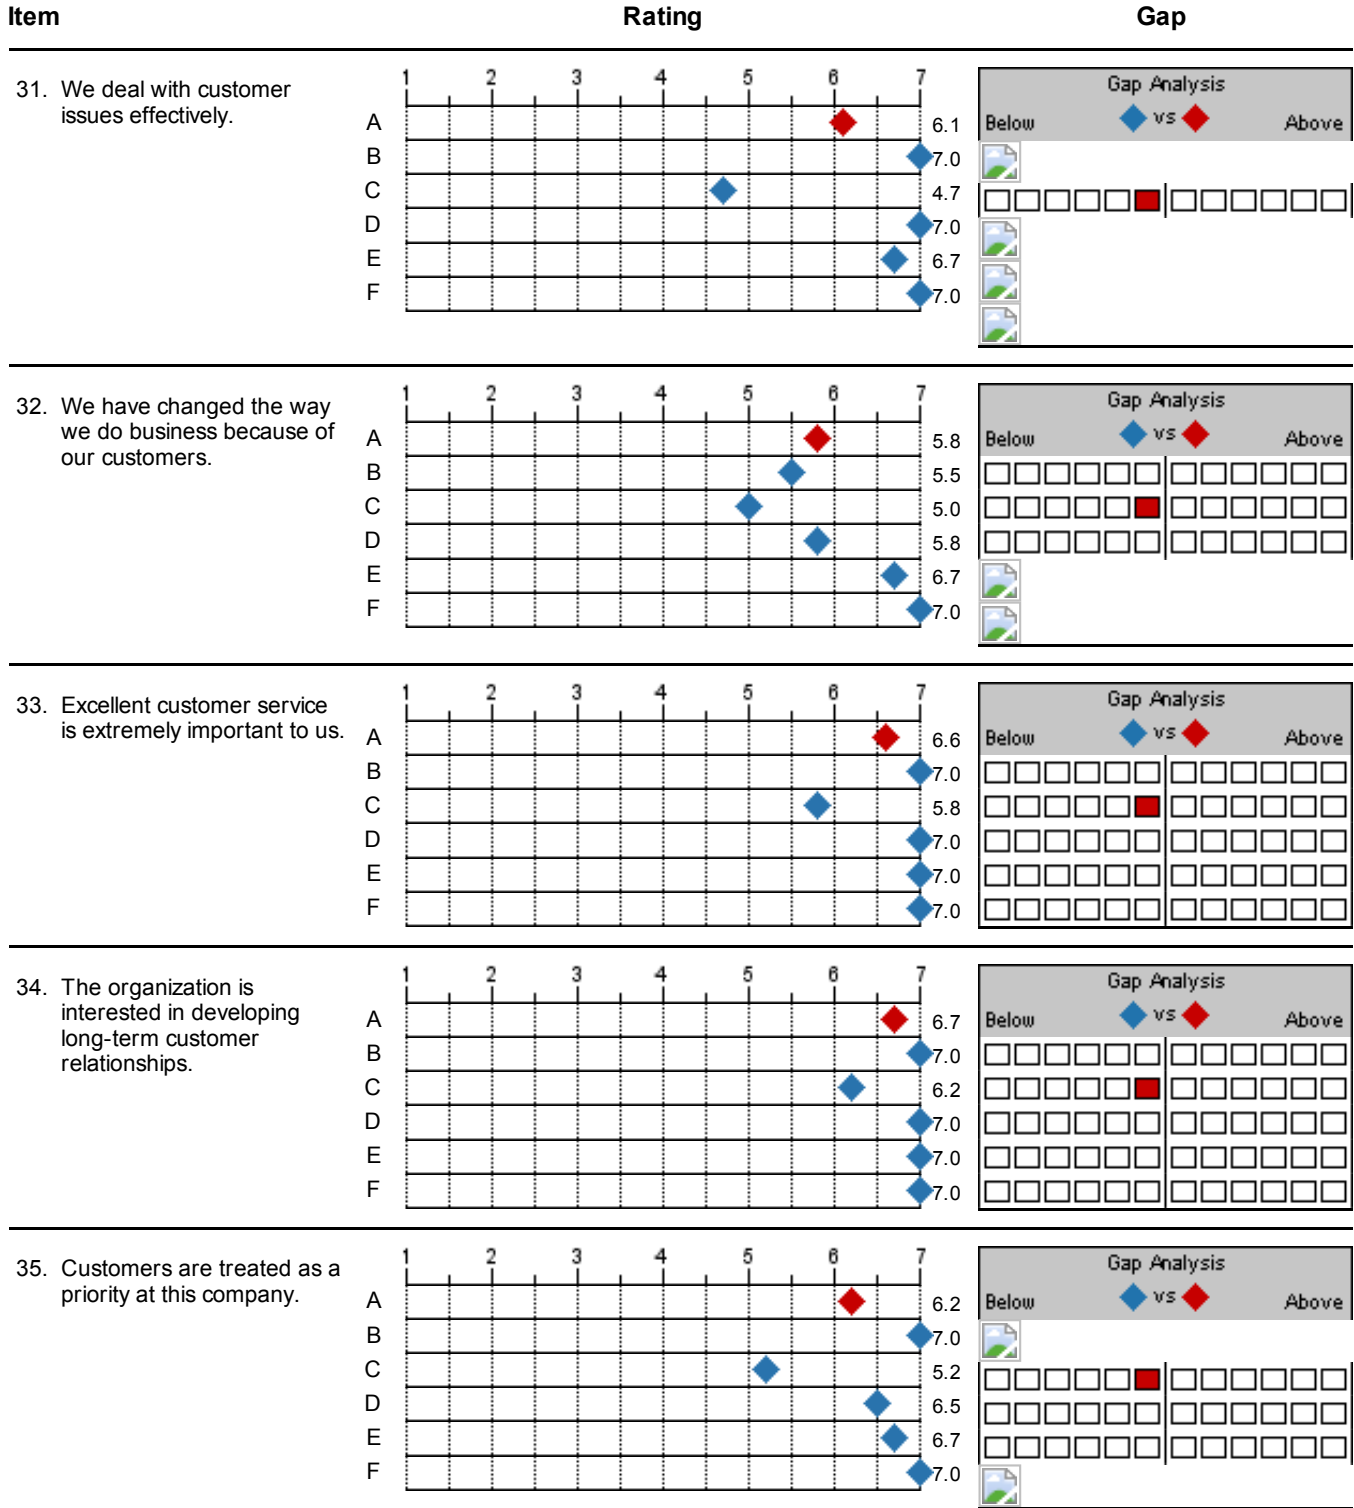 Item Rating Gap
31. We deal with customer
issues effectively.
1 2 3 4 5 6 7
Gap Analysis
Below vs Above
A 6.1
B 7.0
C 4.7
D 7.0
E 6.7
F 7.0
32. We have changed the way
we do business because of
our customers.
1 2 3 4 5 6 7
Gap Analysis
Below vs Above
A 5.8
B 5.5
C 5.0
D 5.8
E 6.7
F 7.0
33. Excellent customer service
is extremely important to us.
1 2 3 4 5 6 7
Gap Analysis
Below vs Above
A 6.6
B 7.0
C 5.8
D 7.0
E 7.0
F 7.0
34. The organization is
interested in developing
long-term customer
relationships.
1 2 3 4 5 6 7
Gap Analysis
Below vs Above
A 6.7
B 7.0
C 6.2
D 7.0
E 7.0
F 7.0
35. Customers are treated as a
priority at this company.
1 2 3 4 5 6 7
Gap Analysis
Below vs Above
A 6.2
B 7.0
C 5.2
D 6.5
E 6.7
F 7.0